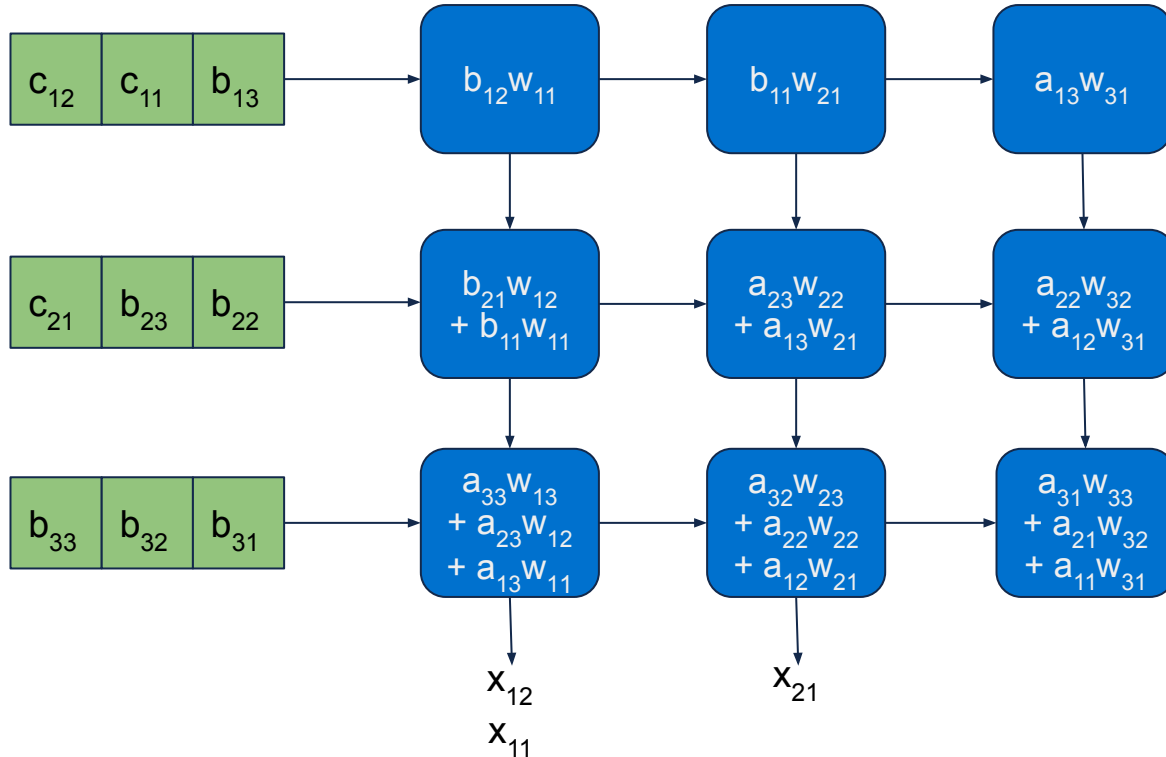 c₁₂ c₁₁ b₁₃
b₁₂w₁₁
b₁₁w₂₁
a₁₃w₃₁
c₂₁ b₂₃ b₂₂
b₂₁w₁₂
+ b₁₁w₁₁
a₂₃w₂₂
+ a₁₃w₂₁
a₂₂w₃₂
+ a₁₂w₃₁
b₃₃ b₃₂ b₃₁
a₃₃w₁₃
+ a₂₃w₁₂
+ a₁₃w₁₁
a₃₂w₂₃
+ a₂₂w₂₂
+ a₁₂w₂₁
a₃₁w₃₃
+ a₂₁w₃₂
+ a₁₁w₃₁
x₁₂
x₁₁
x₂₁